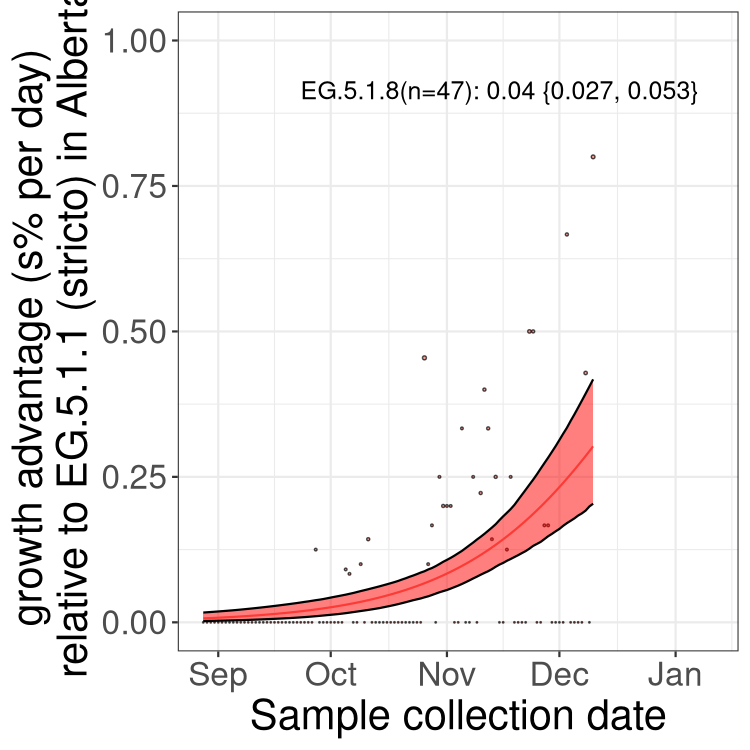 growth advantage (s% per day)
relative to EG.5.1.1 (stricto) in Alberta
1.00
0.75
0.50
0.25
0.00
EG.5.1.8(n=47): 0.04 {0.027, 0.053}
Sep Oct Nov Dec Jan
Sample collection date